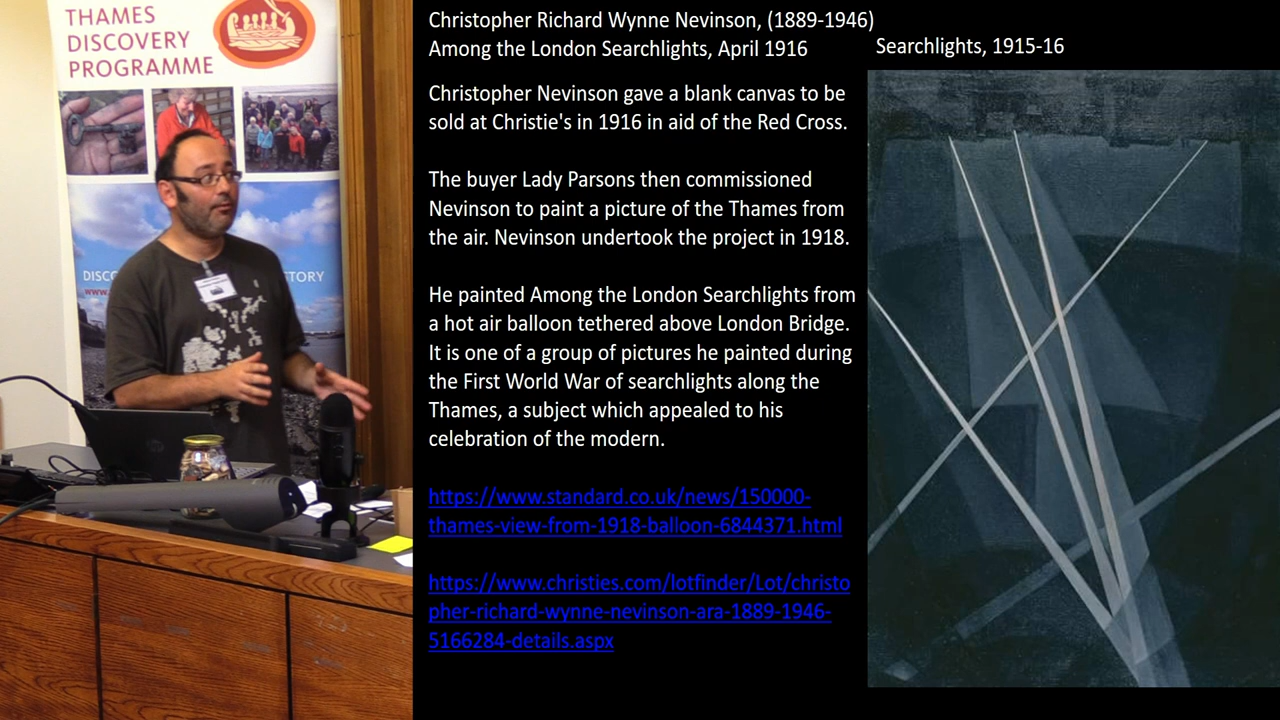 THAMES
DISCOVERY
PROGRAMME
DISC
STORY
Christopher Richard Wynne Nevinson, (1889-1946)
Among the London Searchlights, April 1916
Searchlights, 1915-16
Christopher Nevinson gave a blank canvas to be
sold at Christie's in 1916 in aid of the Red Cross.
The buyer Lady Parsons then commissioned
Nevinson to paint a picture of the Thames from
the air. Nevinson undertook the project in 1918.
He painted Among the London Searchlights from
a hot air balloon tethered above London Bridge.
It is one of a group of pictures he painted during
the First World War of searchlights along the
Thames, a subject which appealed to his
celebration of the modern.
https://www.standard.co.uk/news/150000-
thames-view-from-1918-balloon-6844371.html
https://www.christies.com/lotfinder/Lot/christo
pher-richard-wynne-nevinson-ara-1889-1946-
5166284-details.aspx